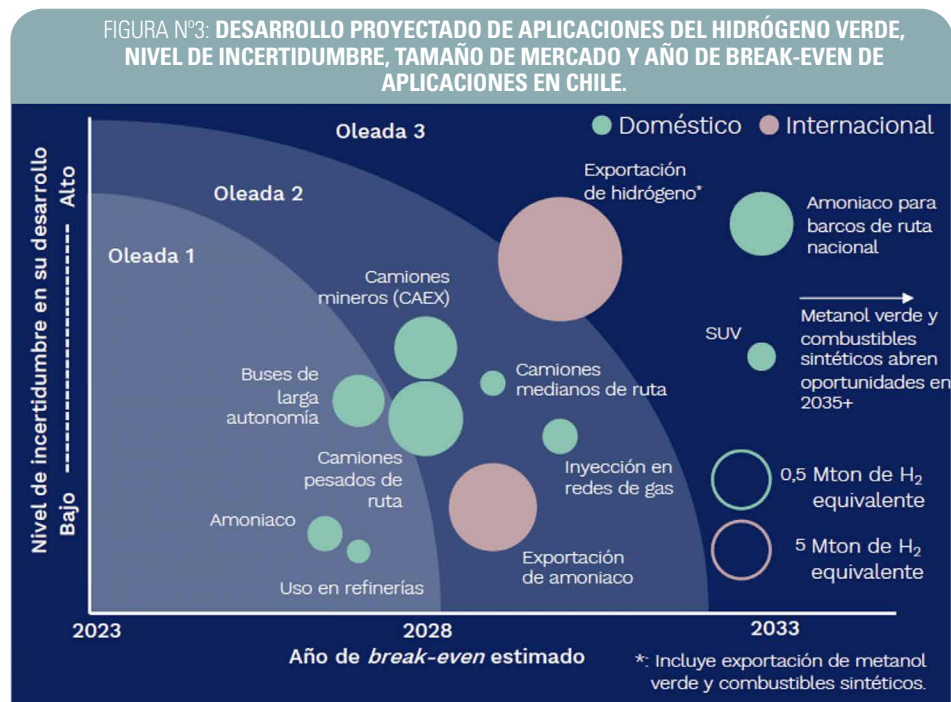 FIGURA Nº3: DESARROLLO PROYECTADO DE APLICACIONES DEL HIDRÓGENO VERDE,
NIVEL DE INCERTIDUMBRE, TAMAÑO DE MERCADO Y AÑO DE BREAK-EVEN DE
APLICACIONES EN CHILE.
Nivel de incertidumbre en su desarrollo
Bajo ------ Alto
Oleada 3
Oleada 2
Oleada 1
Doméstico
Internacional
Exportación
de hidrógeno*
Amoniaco para
barcos de ruta
nacional
Camiones
mineros (CAEX)
Metanol verde y
combustibles
sintéticos abren
oportunidades en
2035+
SUV
Buses de
larga
autonomía
Camiones
medianos de ruta
Camiones
pesados de
ruta
Inyección en
redes de gas
0,5 Mton de H₂
equivalente
5 Mton de H₂
equivalente
Amoniaco
Uso en refinerías
Exportación
de amoniaco
2023
2028
2033
Año de break-even estimado
*: Incluye exportación de metanol
verde y combustibles sintéticos.